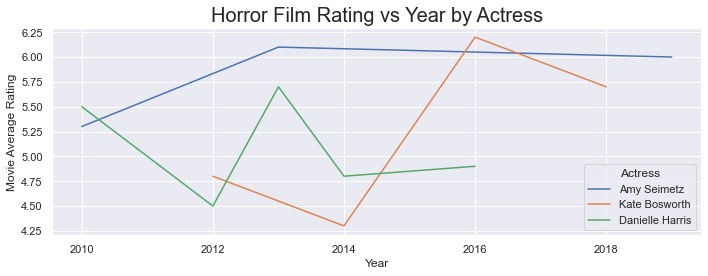 Horror Film Rating vs Year by Actress
Movie Average Rating
6.25
6.00
5.75
5.50
5.25
5.00
4.75
4.50
4.25
2010 2012 2014 2016 2018
Year
Actress
Amy Seimetz
Kate Bosworth
Danielle Harris